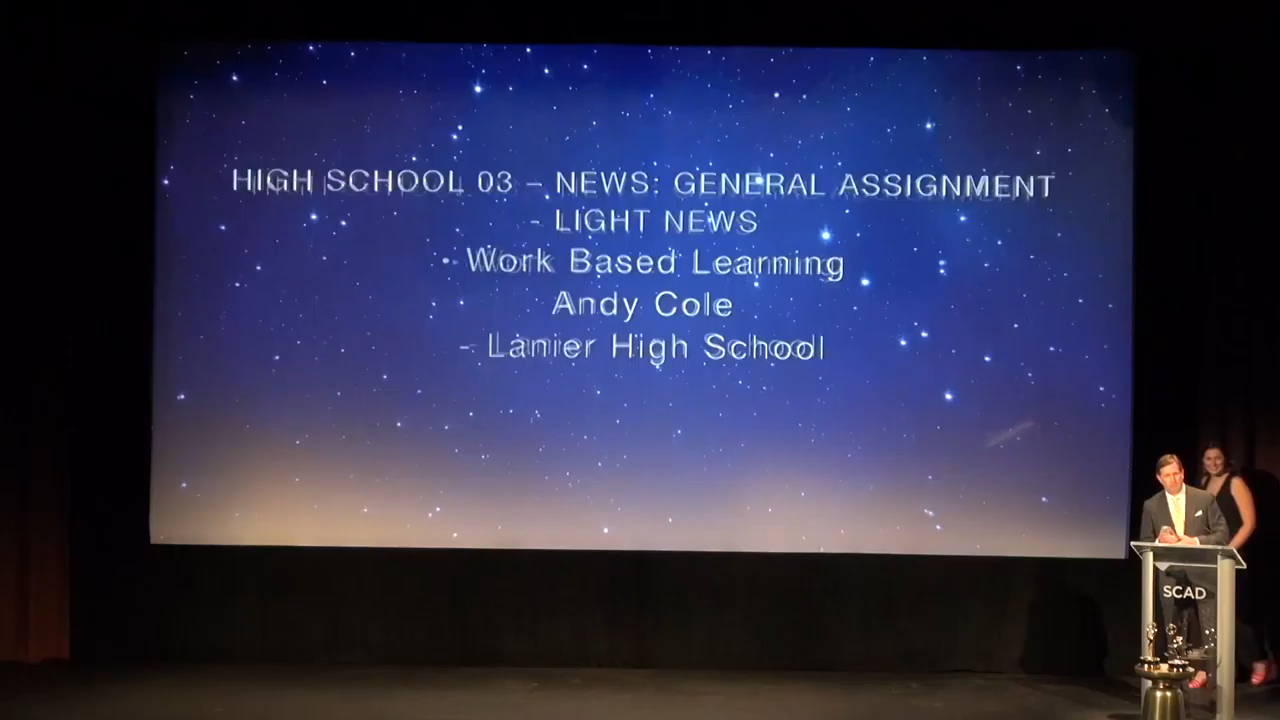 HIGH SCHOOL 03 – NEWS: GENERAL ASSIGNMENT
- LIGHT NEWS
- Work Based Learning
Andy Cole
- Lanier High School
SCAD